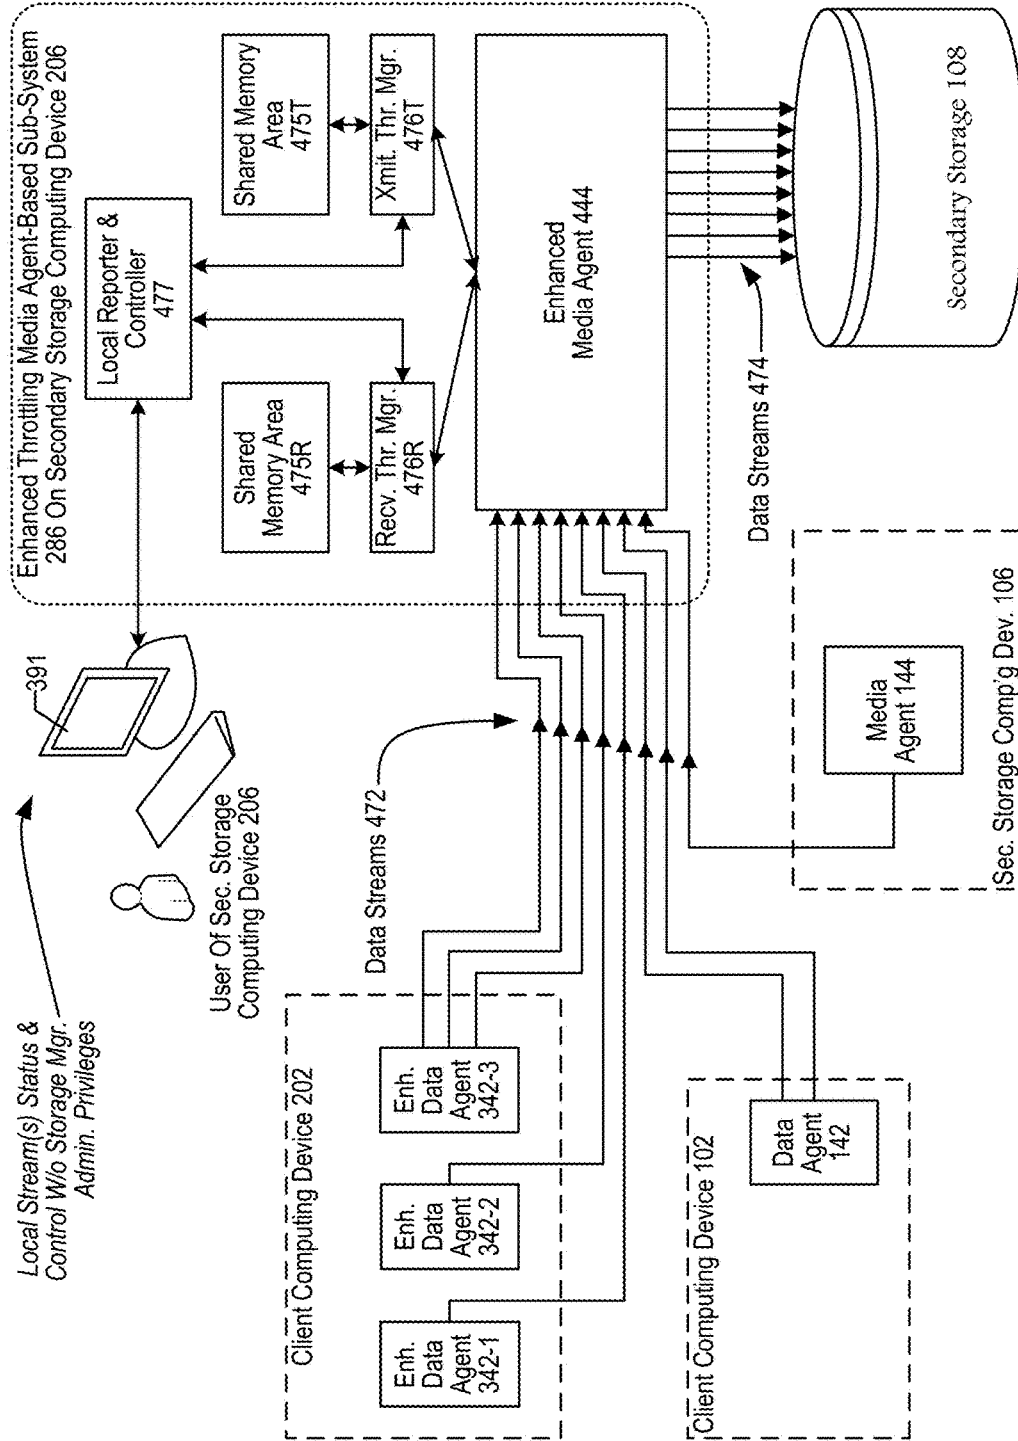 Local Stream(s) Status &
Control W/o Storage Mgr.
Admin. Privileges
391
User Of Sec. Storage
Computing Device 206
Enhanced Throttling Media Agent-Based Sub-System
286 On Secondary Storage Computing Device 206
Local Reporter &
Controller
477
Shared
Memory Area
475R
Shared Memory
Area
475T
Recv. Thr. Mgr.
476R
Xmit. Thr. Mgr.
476T
Enhanced
Media Agent 444
Client Computing Device 202
Enh.
Data
Agent
342-1
Enh.
Data
Agent
342-2
Enh.
Data
Agent
342-3
Data Streams 472
Client Computing Device 102
Data
Agent
142
Media
Agent 144
Sec. Storage Comp'g Dev. 106
Data Streams 474
Secondary Storage 108